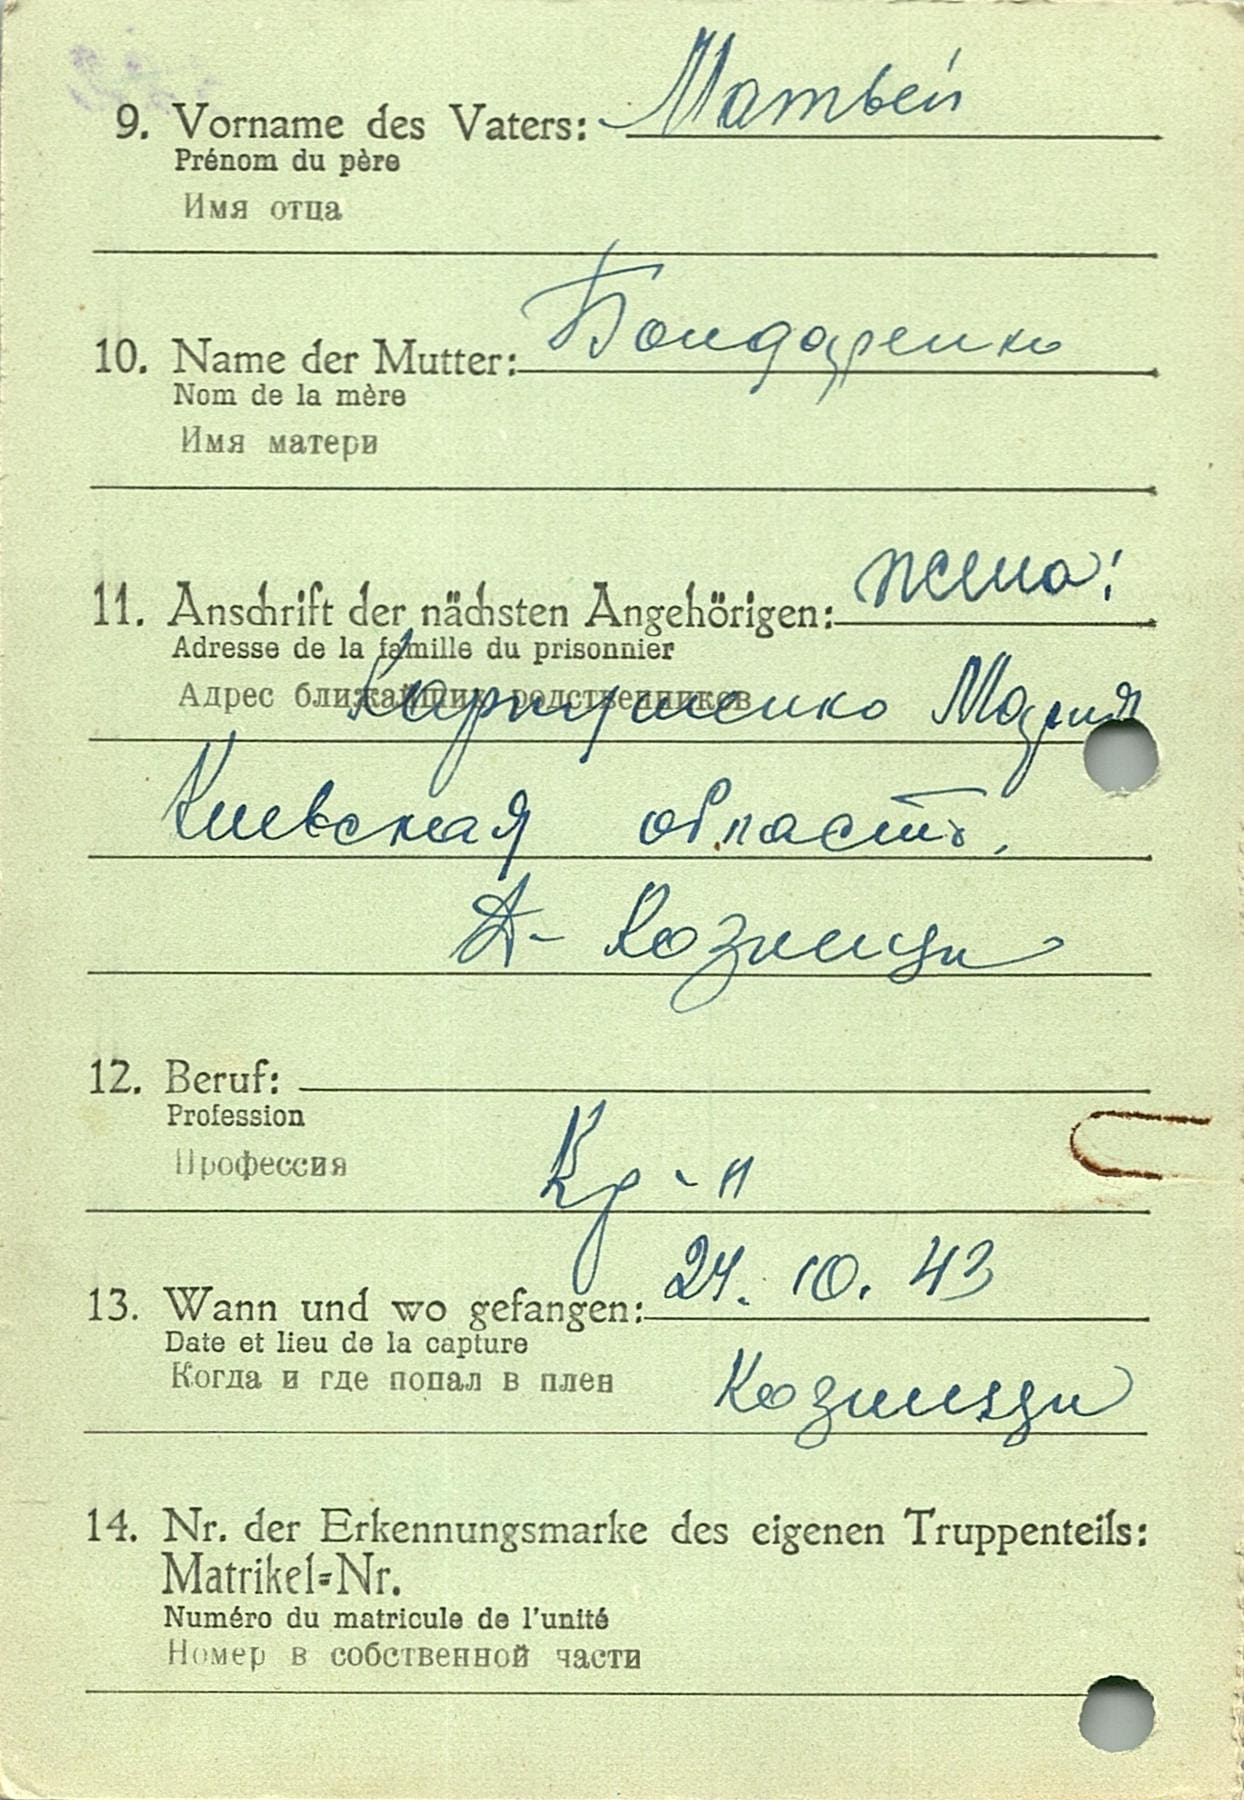 9. Vorname des Vaters: Матвей
Prénom du père
Имя отца
10. Name der Mutter: Бондаренко
Nom de la mère
Имя матери
11. Anschrift der nächsten Angehörigen: жена:
Adresse de la famille du prisonnier
Адрес ближайших родственников
Мария
Киевская область.
Д-
12. Beruf:
Profession
Профессия
Кр-н
13. Wann und wo gefangen: 24. 10. 43
Date et lieu de la capture
Когда и где попал в плен
14. Nr. der Erkennungsmarke des eigenen Truppenteils:
Matrikel=Nr.
Numéro du matricule de l'unité
Номер в собственной части